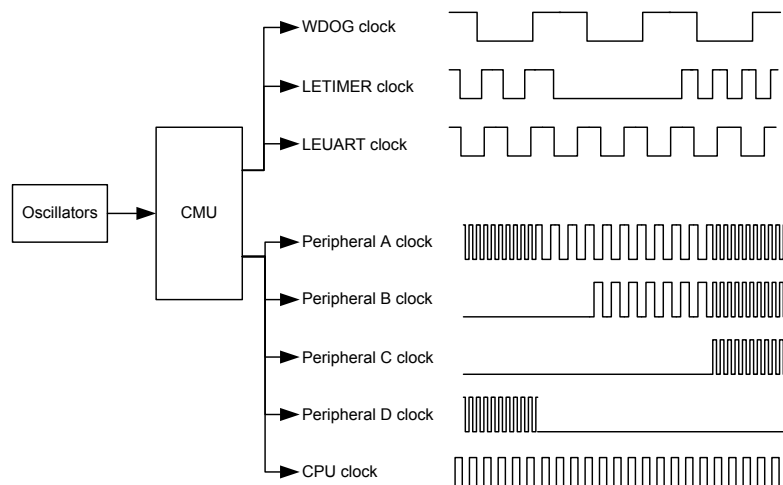 WDOG clock
LETIMER clock
LEUART clock
Oscillators
CMU
Peripheral A clock
Peripheral B clock
Peripheral C clock
Peripheral D clock
CPU clock